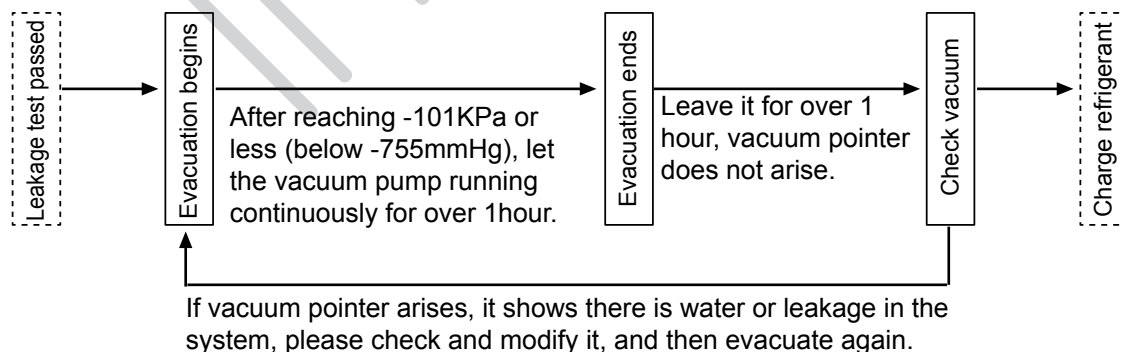 Leakage test passed
Evacuation begins
After reaching -101KPa or
less (below -755mmHg), let
the vacuum pump running
continuously for over 1hour.
Evacuation ends
Leave it for over 1
hour, vacuum pointer
does not arise.
Check vacuum
Charge refrigerant
If vacuum pointer arises, it shows there is water or leakage in the
system, please check and modify it, and then evacuate again.